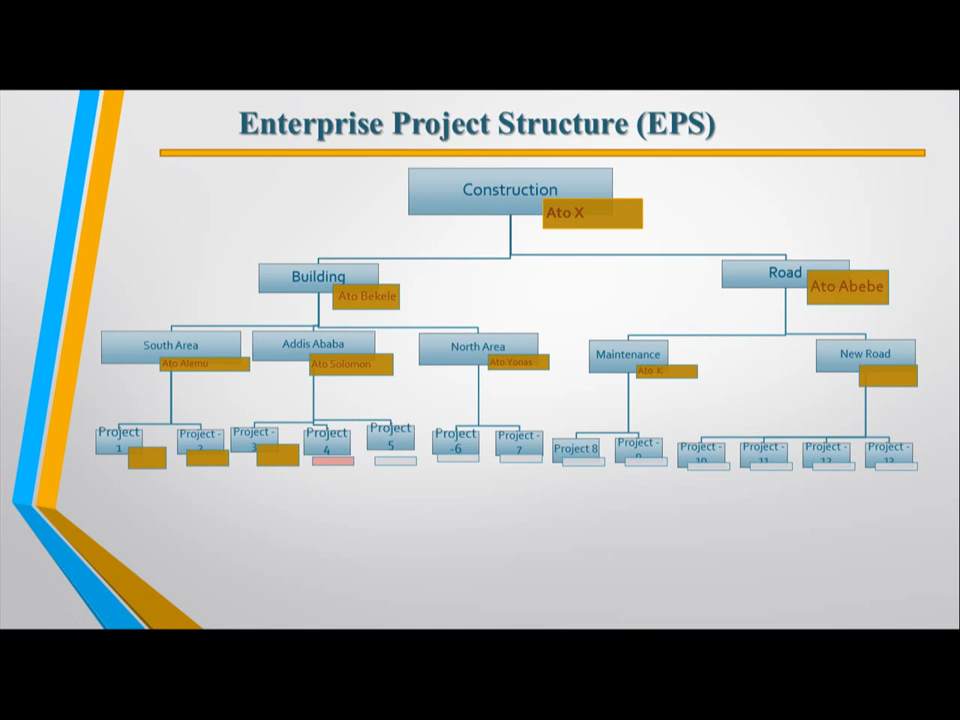 Enterprise Project Structure (EPS)
Construction
Ato X
Building
Ato Bekele
Road
Ato Abebe
South Area
Ato Alemu
Addis Ababa
Ato Solomon
North Area
Ato Yonas
Maintenance
Ato K
New Road
Project
1
Project -
2
Project -
3
Project
4
Project
5
Project
-6
Project -
7
Project 8
Project -
9
Project -
10
Project -
11
Project -
12
Project -
13